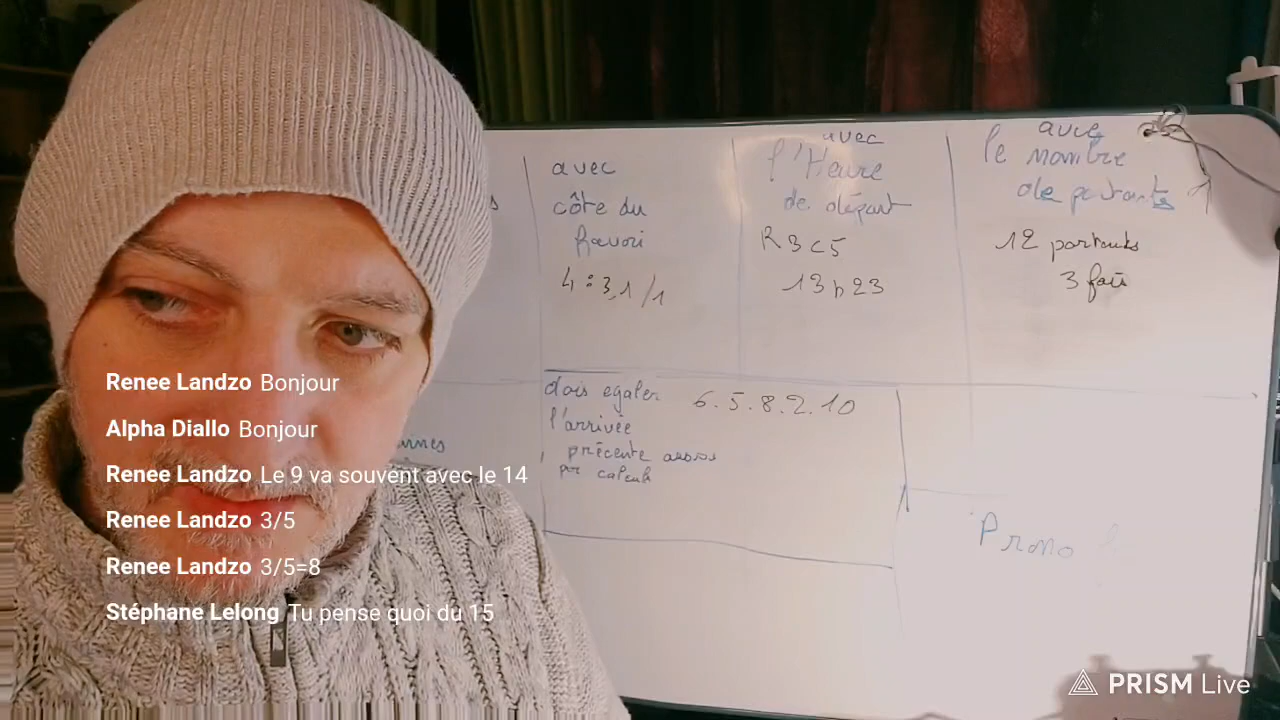 avec
côte du
favori
4 : 3,1/1
avec
l'Heure
de départ
R3C5
13h23
avec
le nombre
de partants
12 partants
3 fois
dois egaler
l'arrivée
6.5.8.2.10
par calcul
Prono
Renee Landzo Bonjour
Alpha Diallo Bonjour
Renee Landzo Le 9 va souvent avec le 14
Renee Landzo 3/5
Renee Landzo 3/5=8
Stéphane Lelong Tu pense quoi du 15
PRISM Live